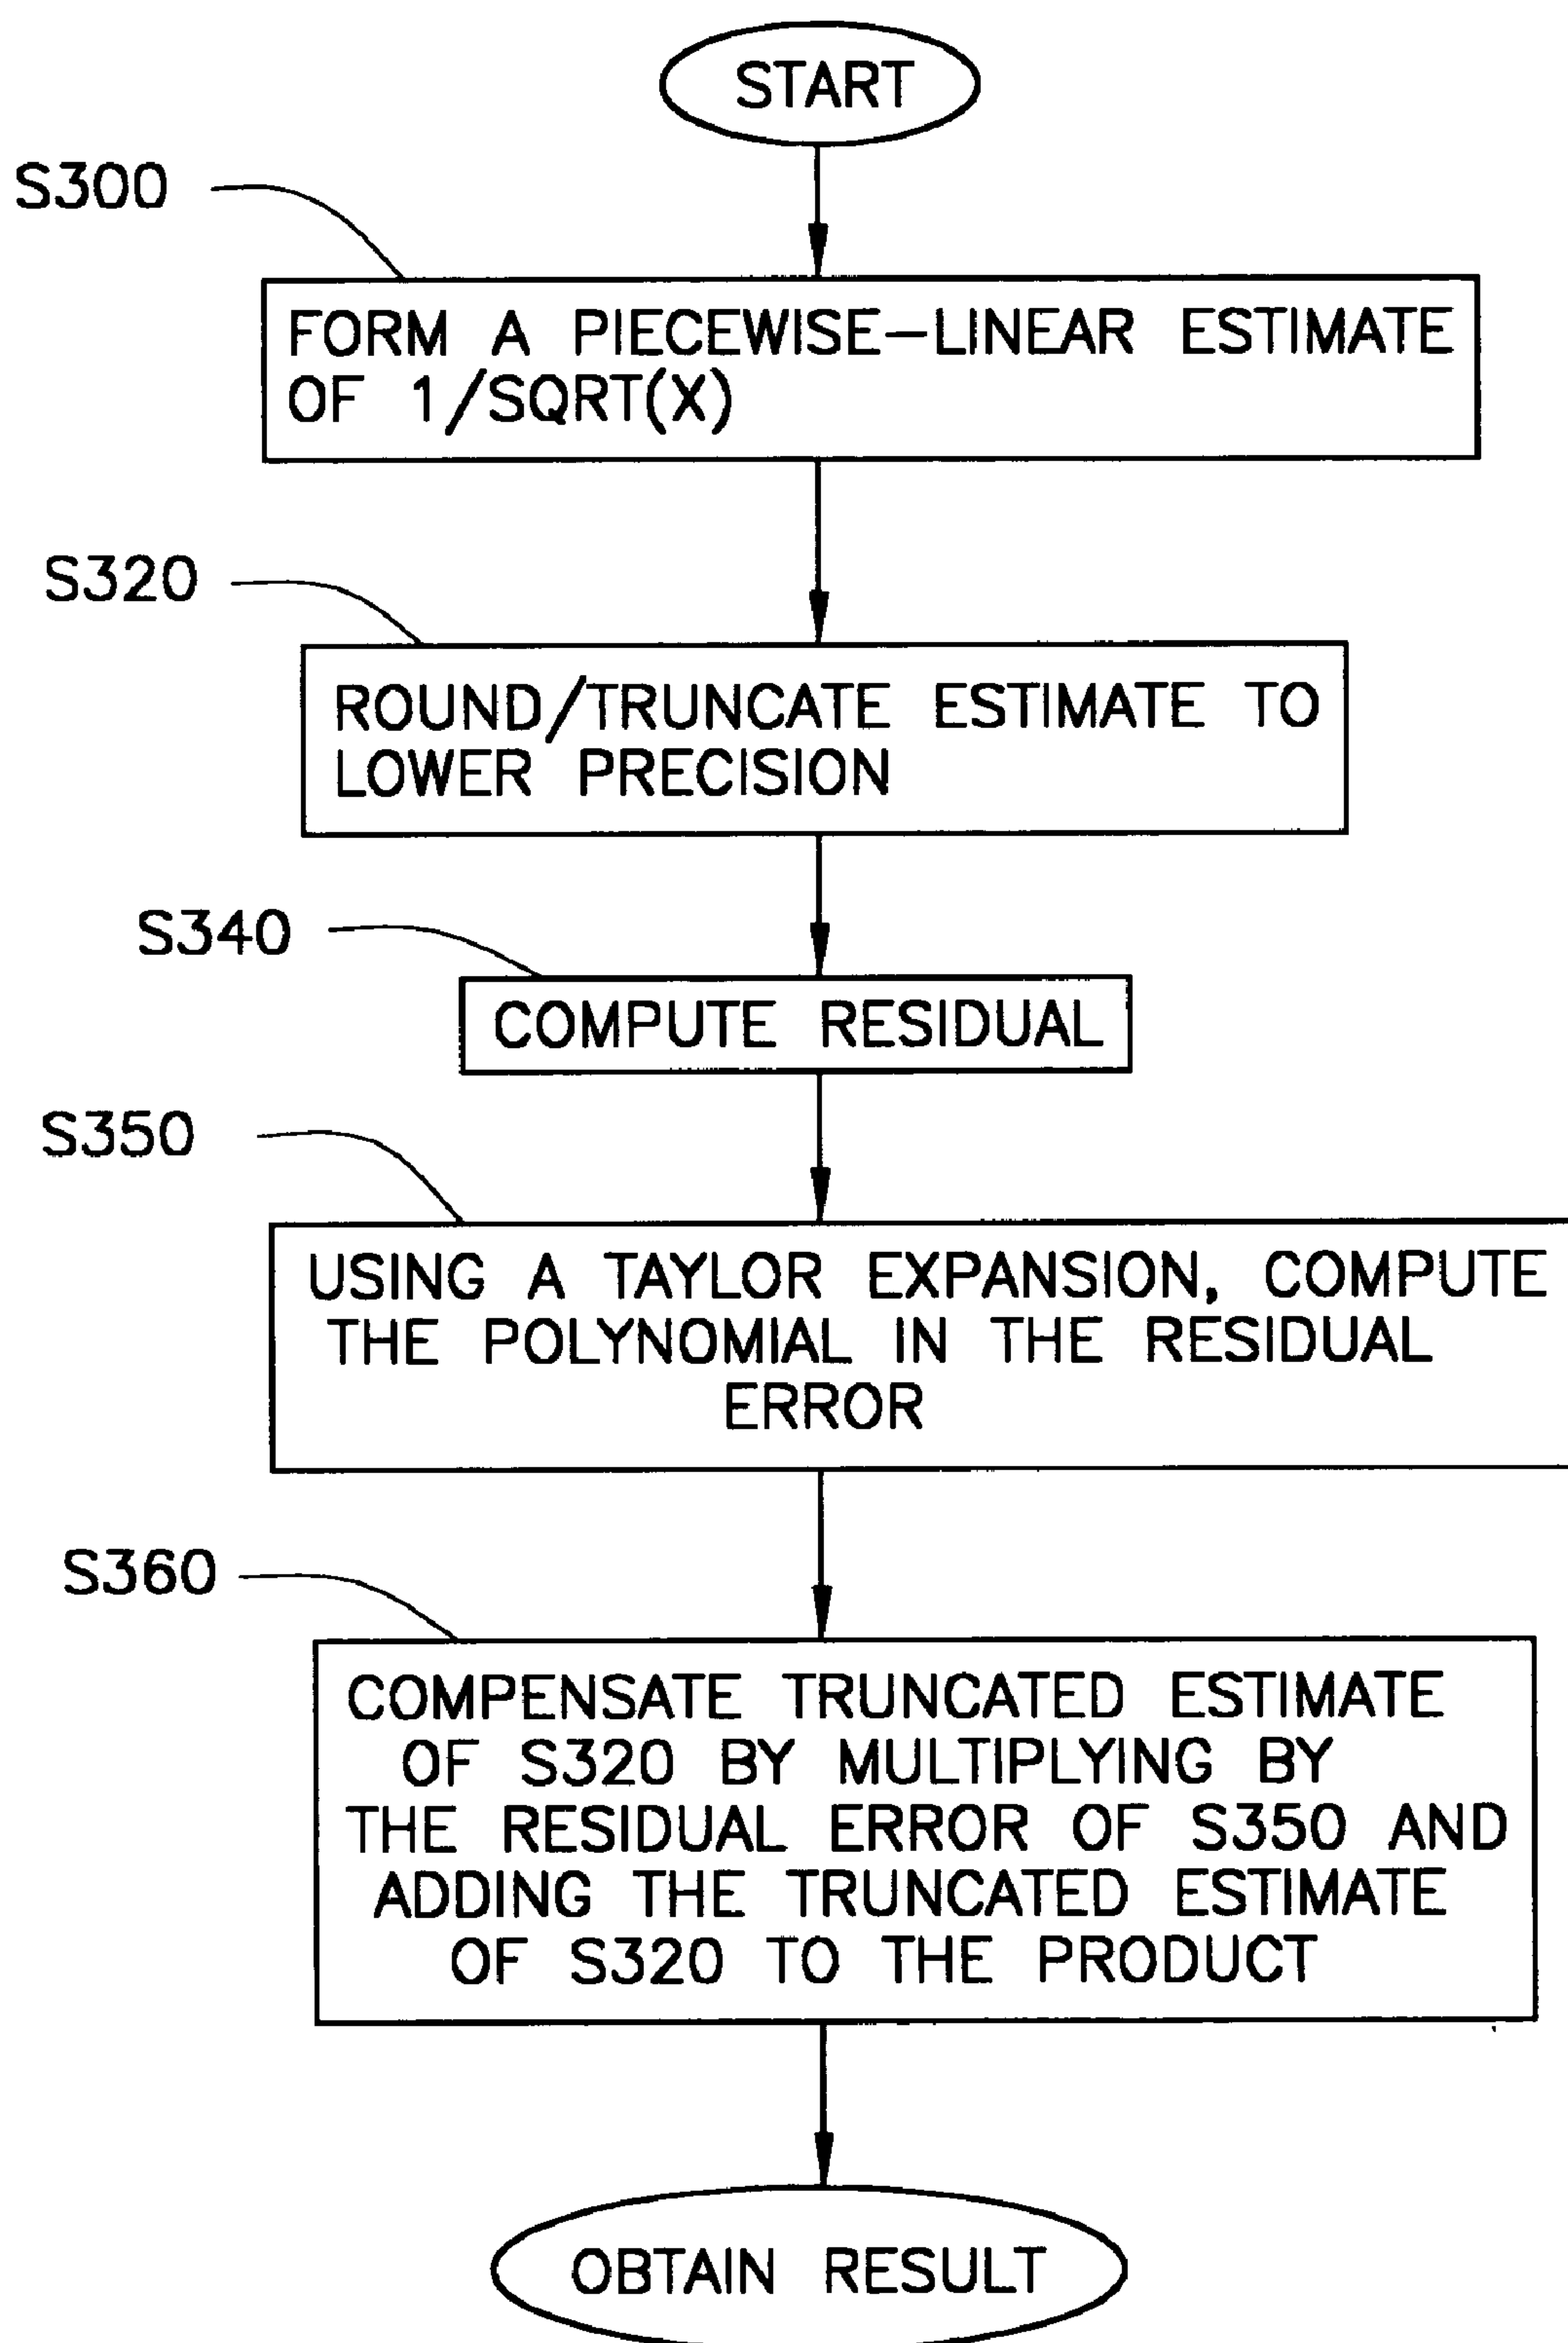 START
S300
FORM A PIECEWISE-LINEAR ESTIMATE
OF 1/SQRT(X)
S320
ROUND/TRUNCATE ESTIMATE TO
LOWER PRECISION
S340
COMPUTE RESIDUAL
S350
USING A TAYLOR EXPANSION, COMPUTE
THE POLYNOMIAL IN THE RESIDUAL
ERROR
S360
COMPENSATE TRUNCATED ESTIMATE
OF S320 BY MULTIPLYING BY
THE RESIDUAL ERROR OF S350 AND
ADDING THE TRUNCATED ESTIMATE
OF S320 TO THE PRODUCT
OBTAIN RESULT